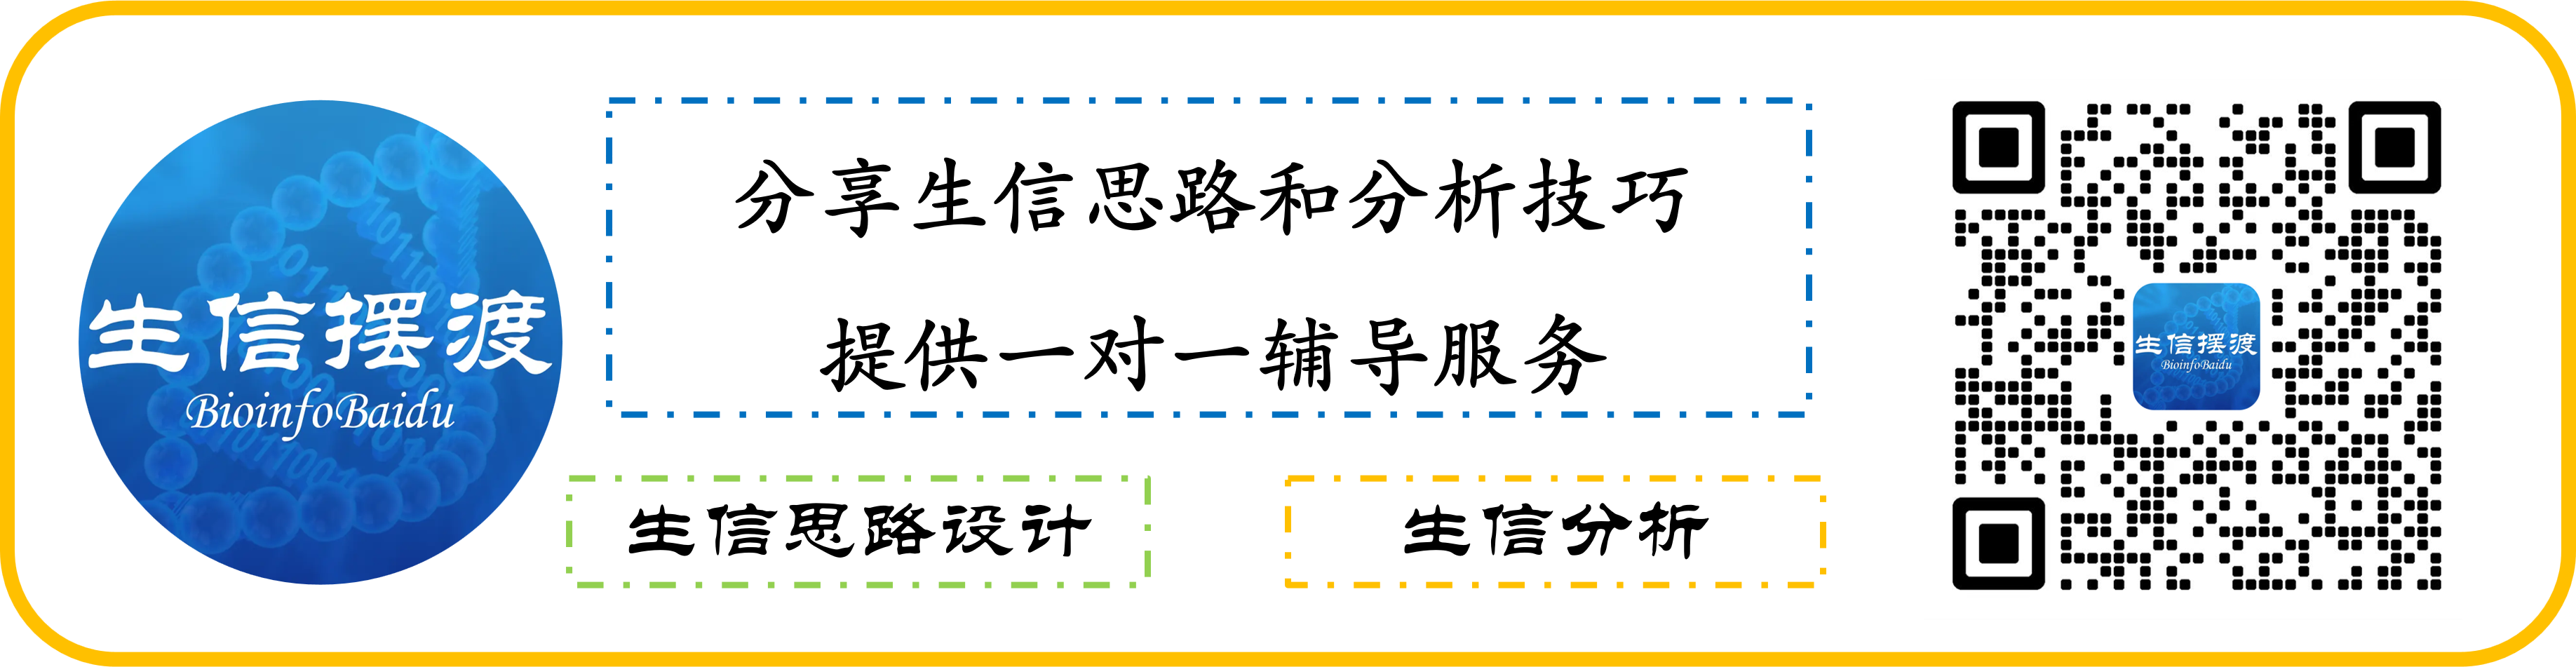 生信摆渡
BioinfoBaidu
分享生信思路和分析技巧
提供一对一辅导服务
生信思路设计
生信分析
生信摆渡
BioinfoBaidu